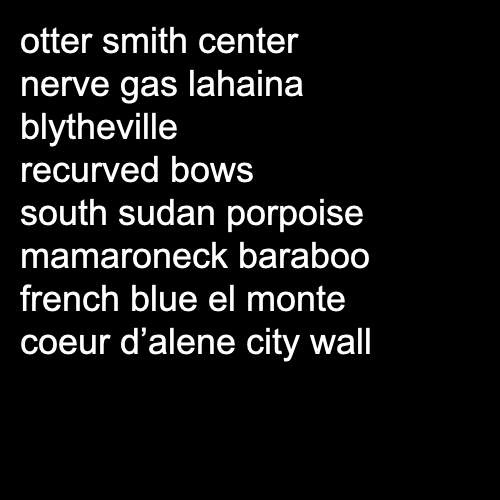 otter smith center
nerve gas lahaina
blytheville
recurved bows
south sudan porpoise
mamaroneck baraboo
french blue el monte
coeur d’alene city wall